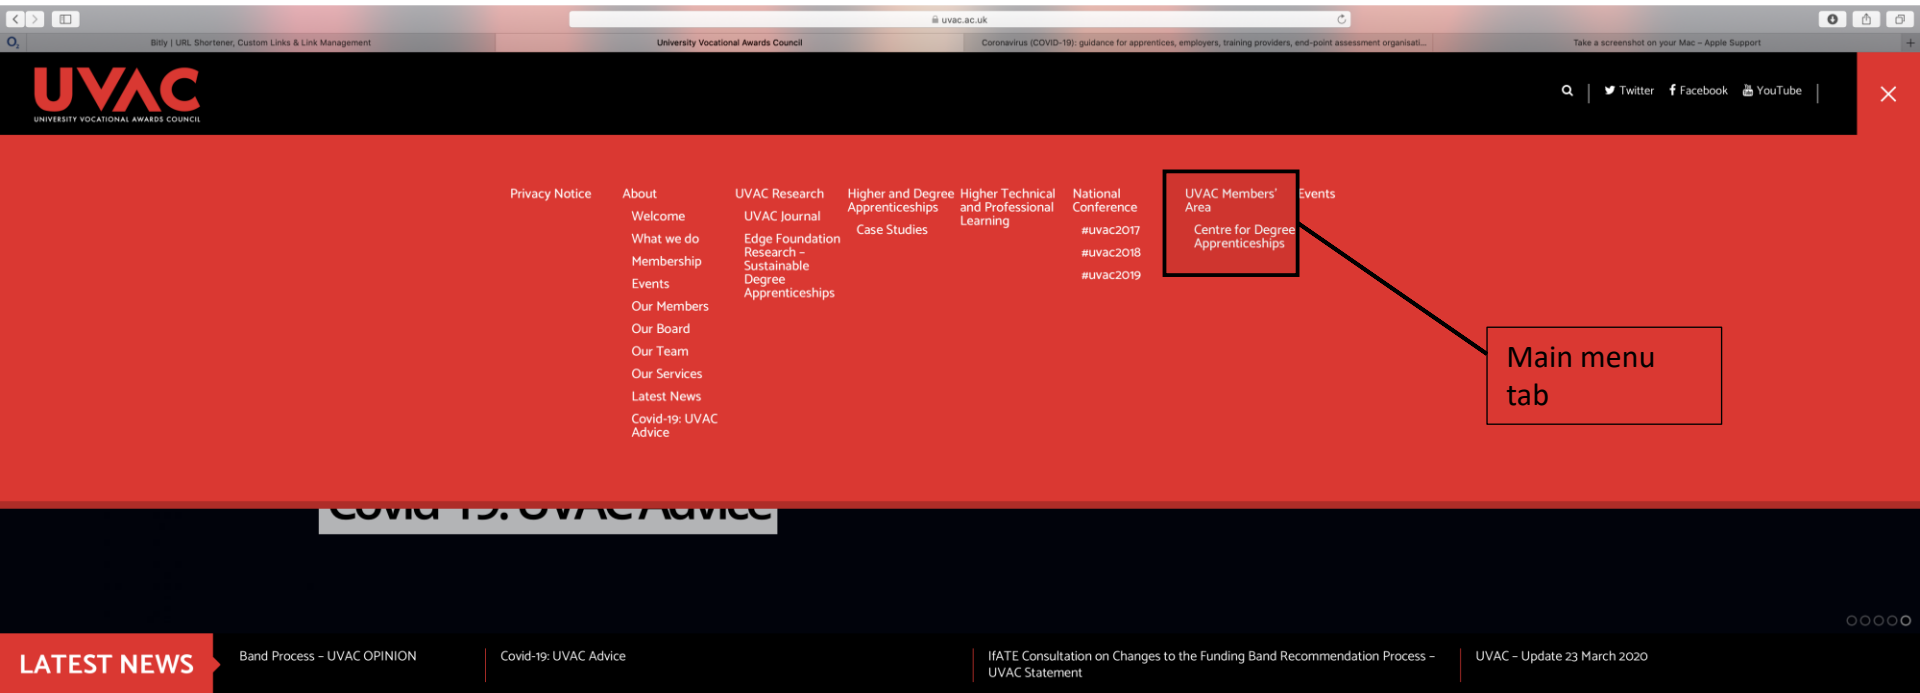 uvac.ac.uk
O2
Bitly | URL Shortener, Custom Links & Link Management
University Vocational Awards Council
Coronavirus (COVID-19): guidance for apprentices, employers, training providers, end-point assessment organisati...
Take a screenshot on your Mac – Apple Support
UVAC
UNIVERSITY VOCATIONAL AWARDS COUNCIL
Twitter
Facebook
YouTube
Privacy Notice
About
Welcome
What we do
Membership
Events
Our Members
Our Board
Our Team
Our Services
Latest News
Covid-19: UVAC
Advice
UVAC Research
UVAC Journal
Edge Foundation
Research –
Sustainable
Degree
Apprenticeships
Higher and Degree
Apprenticeships
Case Studies
Higher Technical
and Professional
Learning
National
Conference
#uvac2017
#uvac2018
#uvac2019
UVAC Members'
Area
Centre for Degree
Apprenticeships
Events
Main menu
tab
Covid-19: UVAC Advice
LATEST NEWS
Band Process – UVAC OPINION
Covid-19: UVAC Advice
IfATE Consultation on Changes to the Funding Band Recommendation Process –
UVAC Statement
UVAC – Update 23 March 2020